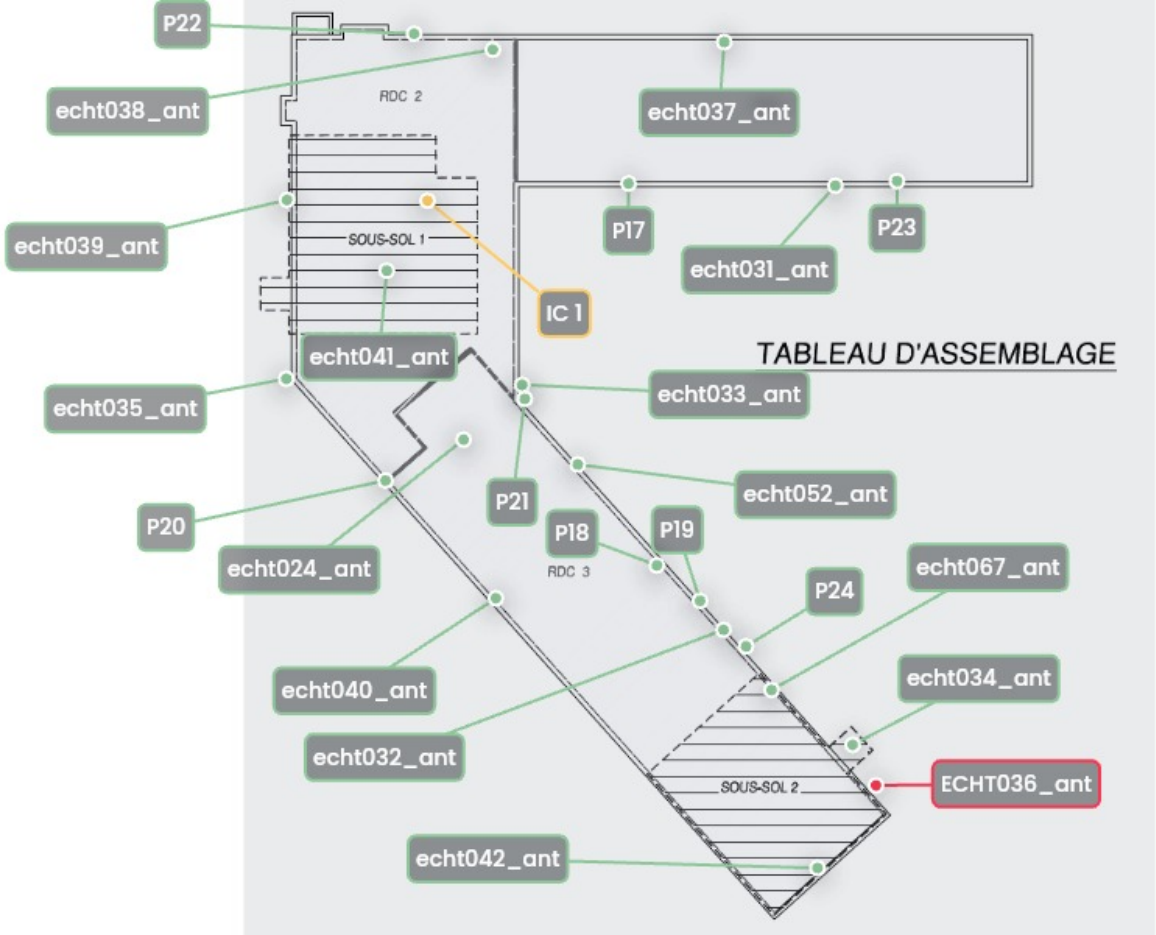 P22
echt038_ant
RDC 2
echt037_ant
echt039_ant
SOUS-SOL 1
P17
P23
echt031_ant
IC 1
echt041_ant
TABLEAU D'ASSEMBLAGE
echt035_ant
echt033_ant
P20
P21
echt052_ant
echt024_ant
P18
P19
RDC 3
echt067_ant
P24
echt040_ant
echt034_ant
echt032_ant
SOUS-SOL 2
ECHT036_ant
echt042_ant